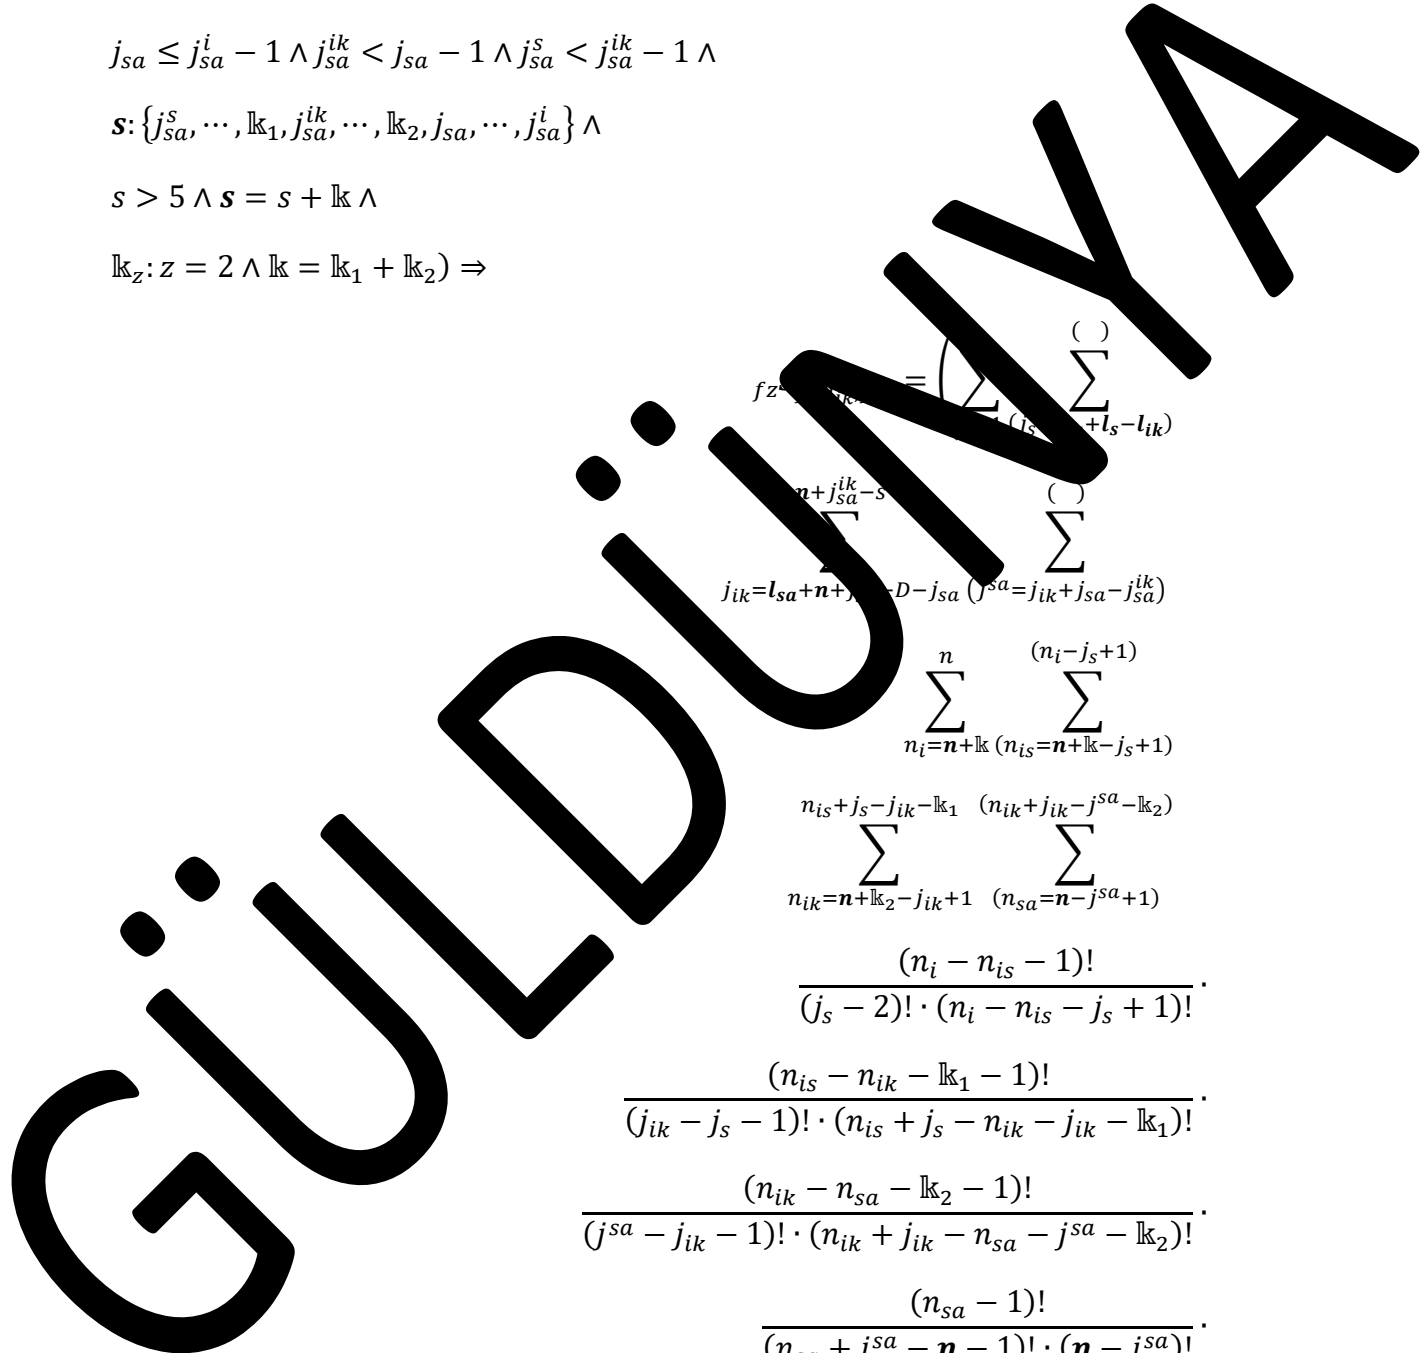 j_{sa} ≤ j_{sa}^{i} − 1 ∧ j_{sa}^{ik} < j_{sa} − 1 ∧ j_{sa}^{s} < j_{sa}^{ik} − 1 ∧
s: {j_{sa}^{s}, ⋯, 𝕜_1, j_{sa}^{ik}, ⋯, 𝕜_2, j_{sa}, ⋯, j_{sa}^{i}} ∧
s > 5 ∧ s = s + 𝕜 ∧
𝕜_z: z = 2 ∧ 𝕜 = 𝕜_1 + 𝕜_2) ⇒
( )
fz = ( ∑ ∑
+l_s−l_{ik})
n+j_{sa}^{ik}−s ( )
∑ ∑
j_{ik}=l_{sa}+n+ −D−j_{sa} (j^{sa}=j_{ik}+j_{sa}−j_{sa}^{ik})
n (n_i−j_s+1)
∑ ∑
n_i=n+𝕜 (n_{is}=n+𝕜−j_s+1)
n_{is}+j_s−j_{ik}−𝕜_1 (n_{ik}+j_{ik}−j^{sa}−𝕜_2)
∑ ∑
n_{ik}=n+𝕜_2−j_{ik}+1 (n_{sa}=n−j^{sa}+1)
(n_i − n_{is} − 1)!
(j_s − 2)! · (n_i − n_{is} − j_s + 1)! ·
(n_{is} − n_{ik} − 𝕜_1 − 1)!
(j_{ik} − j_s − 1)! · (n_{is} + j_s − n_{ik} − j_{ik} − 𝕜_1)! ·
(n_{ik} − n_{sa} − 𝕜_2 − 1)!
(j^{sa} − j_{ik} − 1)! · (n_{ik} + j_{ik} − n_{sa} − j^{sa} − 𝕜_2)! ·
(n_{sa} − 1)!
(n_{sa} + j^{sa} − n − 1)! · (n − j^{sa})! ·
GÜLDÜNYA